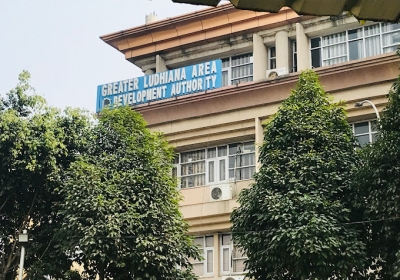 GREATER LUDHIANA AREA
DEVELOPMENT AUTHORITY